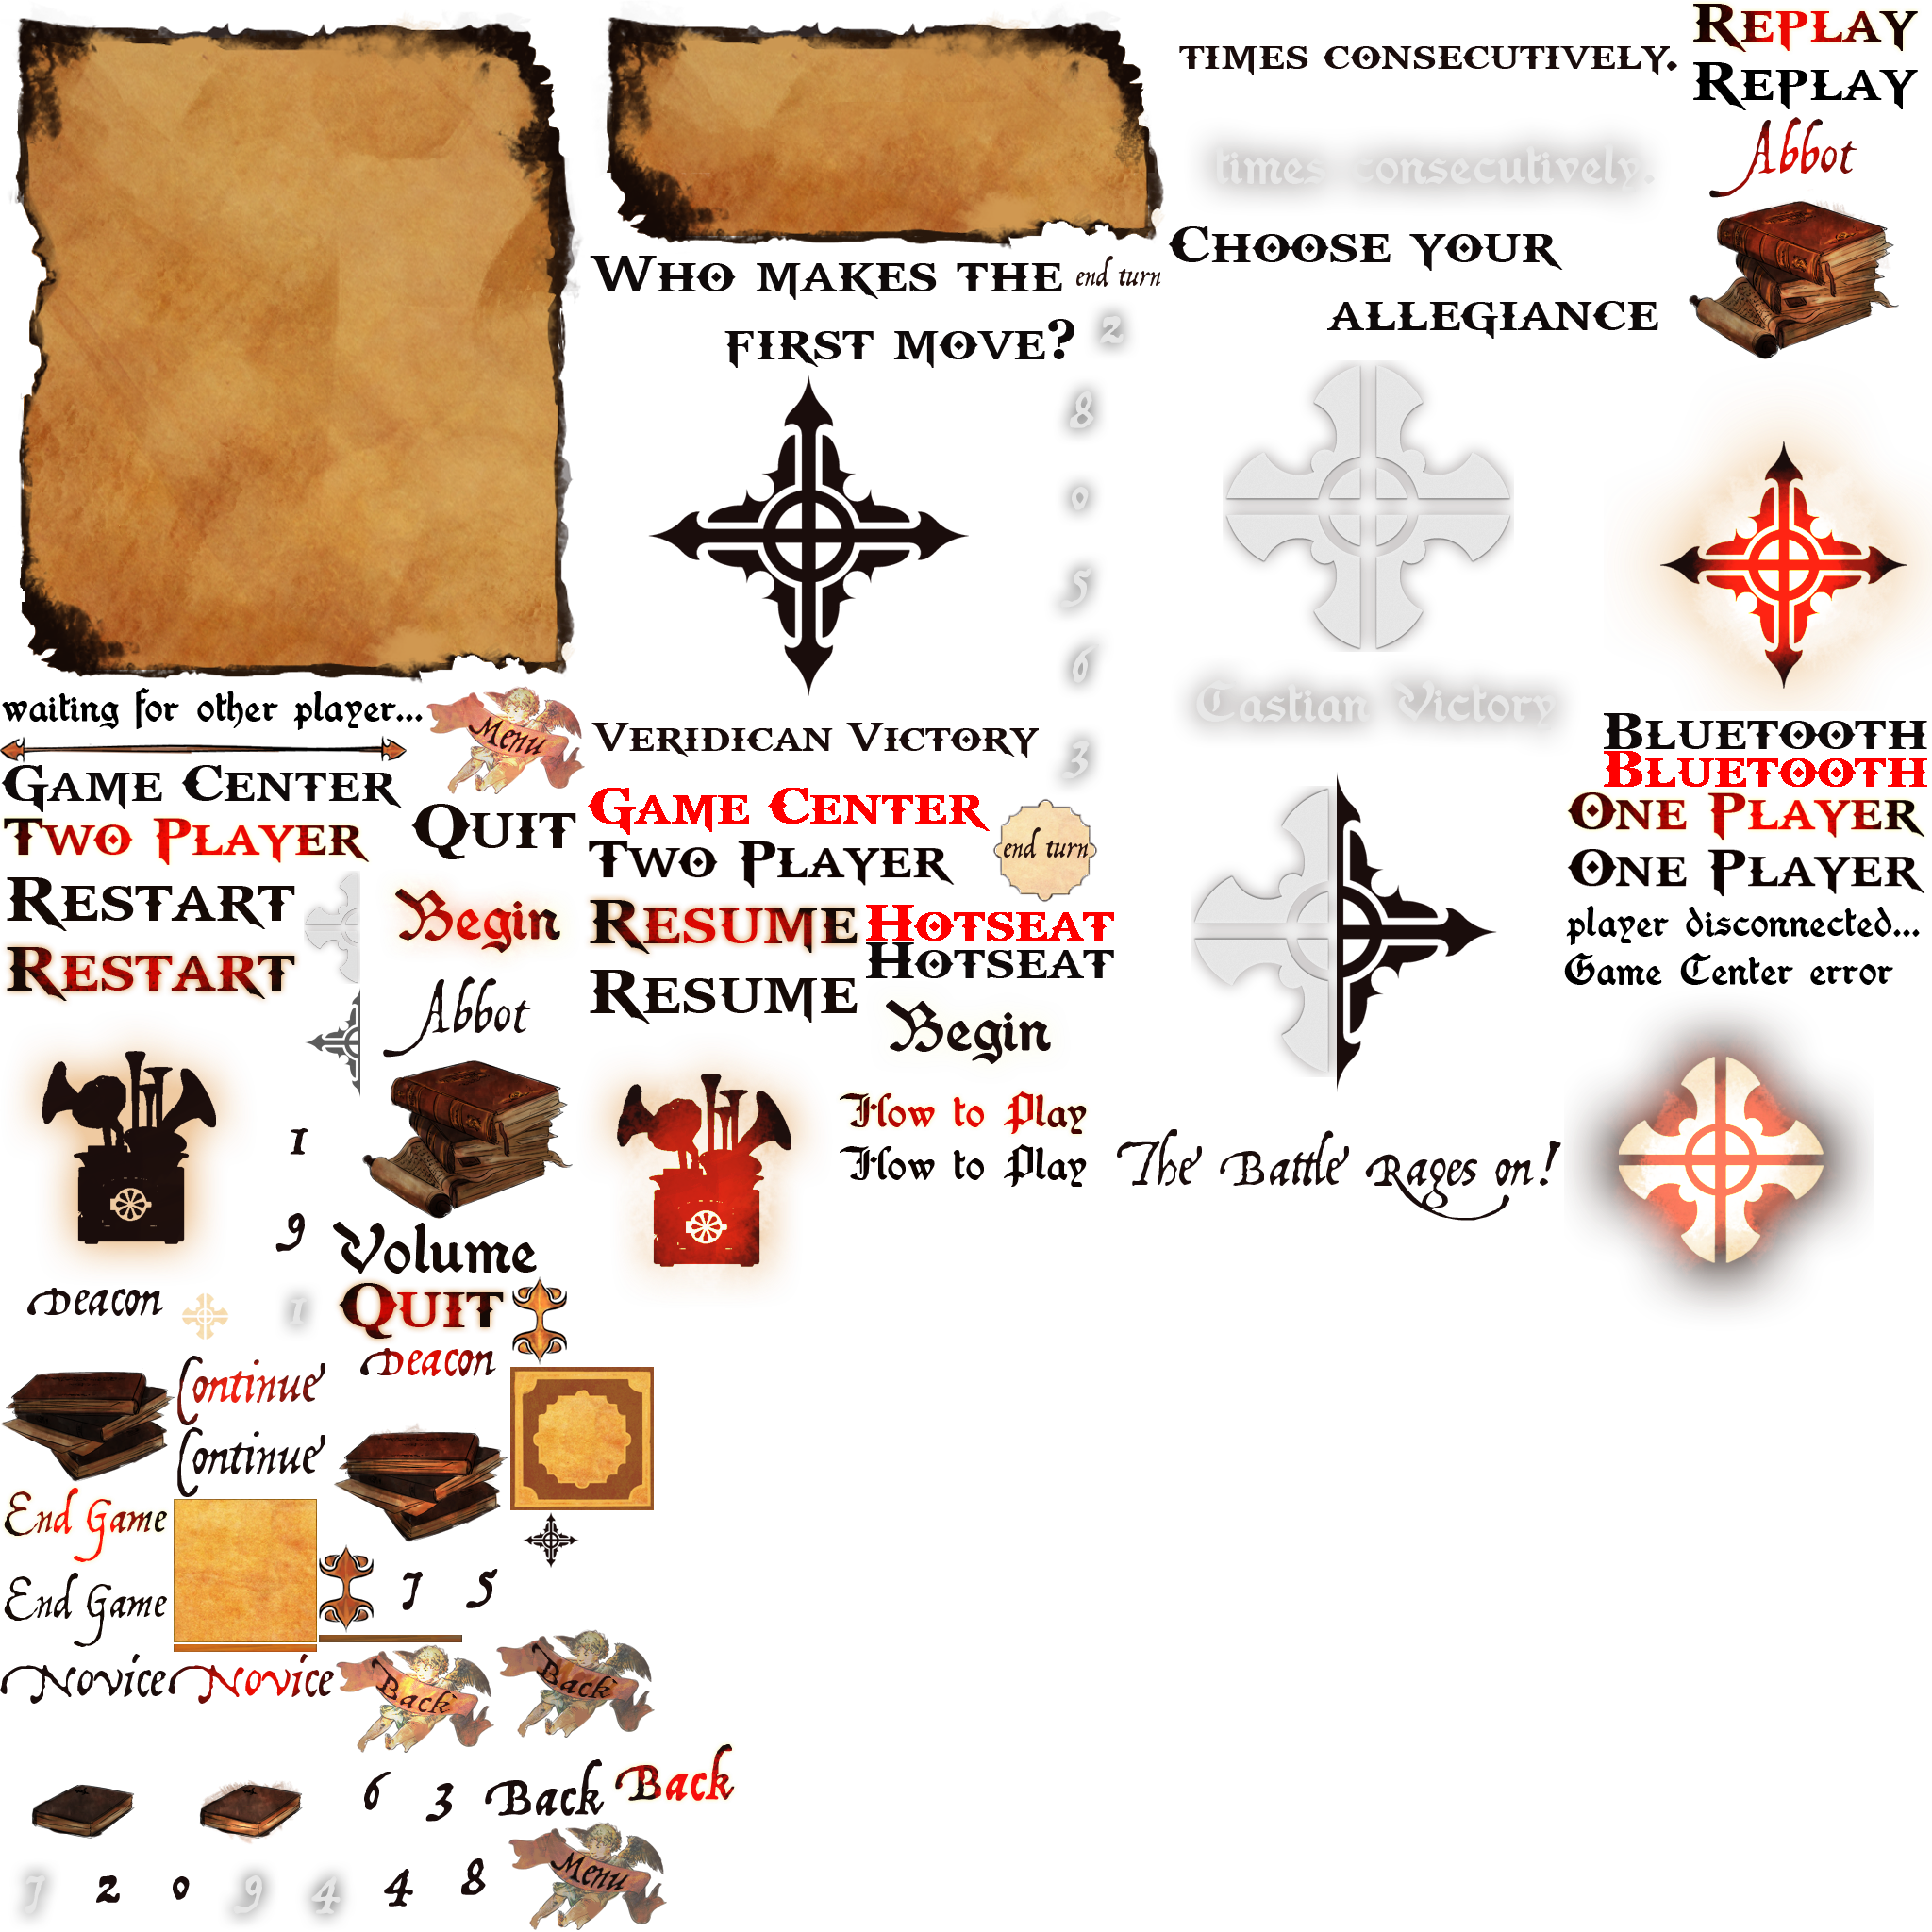 times consecutively.
Replay
Replay
times consecutively.
Abbot
Choose your
allegiance
Who makes the
first move?
end turn
2
8
0
5
6
3
waiting for other player...
Menu
Castian Victory
Veridican Victory
Bluetooth
Bluetooth
Game Center
Game Center
Two Player
Quit
Two Player
end turn
One Player
One Player
Restart
Begin
Resume
Hotseat
Hotseat
player disconnected...
Game Center error
Restart
Abbot
Resume
Begin
How to Play
How to Play
The Battle Rages on!
1
9
Volume
Deacon
1
Quit
Deacon
Continue
Continue
End Game
End Game
7
5
Novice
Novice
Back
Back
6
3
Back
Back
7
2
0
9
4
4
8
Menu